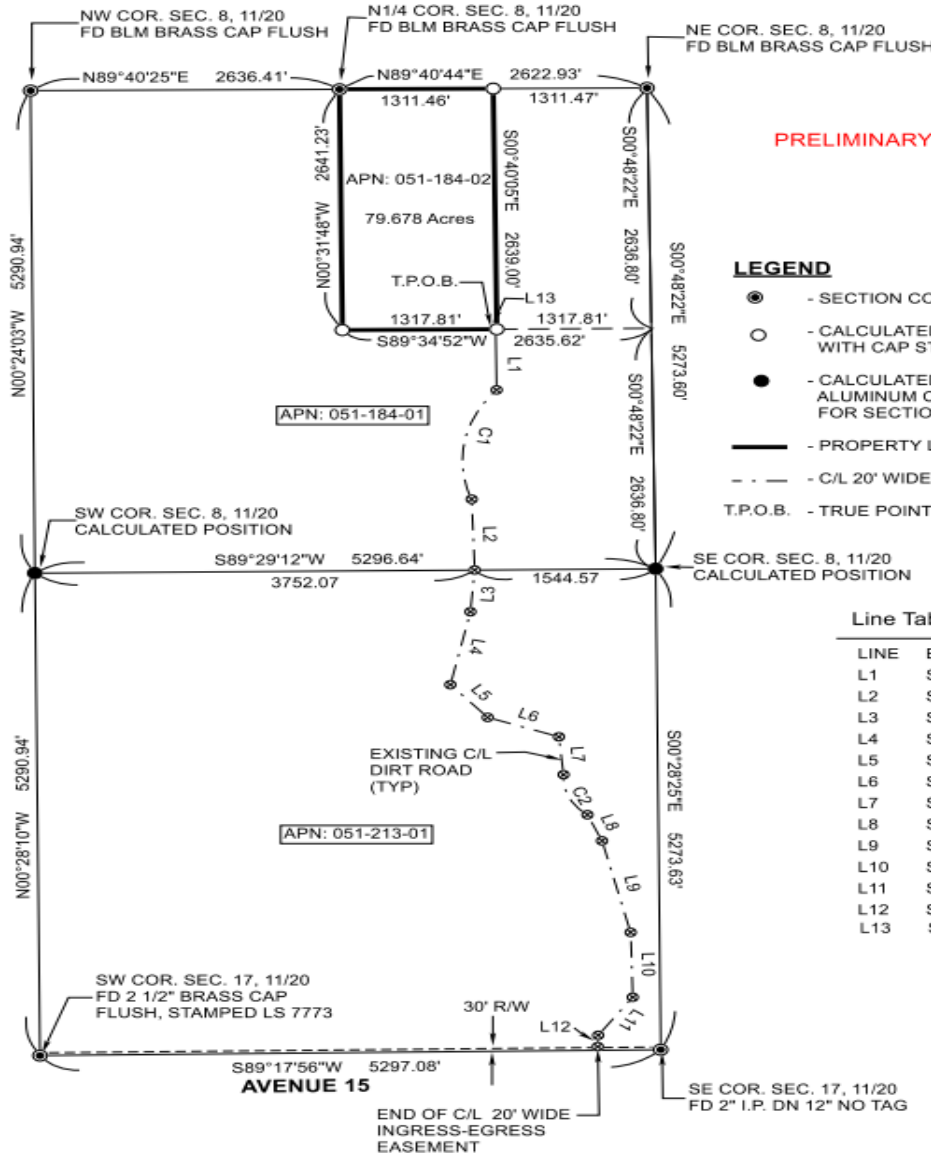 NW COR. SEC. 8, 11/20
FD BLM BRASS CAP FLUSH
N1/4 COR. SEC. 8, 11/20
FD BLM BRASS CAP FLUSH
NE COR. SEC. 8, 11/20
FD BLM BRASS CAP FLUSH
N89°40'25"E 2636.41'
N89°40'44"E 2622.93'
1311.46'
1311.47'
PRELIMINARY
2641.23'
N00°31'48"W
APN: 051-184-02
79.678 Acres
S00°40'05"E 2639.00'
S00°48'22"E 2636.80'
S00°48'22"E 5273.60'
N00°24'03"W 5290.94'
T.P.O.B.
L13
1317.81'
1317.81'
S89°34'52"W
2635.62'
L1
LEGEND
- SECTION CO
- CALCULATED
WITH CAP ST
- CALCULATED
ALUMINUM C
FOR SECTIO
- PROPERTY L
- C/L 20' WIDE
T.P.O.B. - TRUE POINT
APN: 051-184-01
C1
S00°48'22"E 2636.80'
SW COR. SEC. 8, 11/20
CALCULATED POSITION
L2
S89°29'12"W 5296.64'
3752.07
1544.57
SE COR. SEC. 8, 11/20
CALCULATED POSITION
L3
L4
L5
L6
L7
EXISTING C/L
DIRT ROAD
(TYP)
C2
L8
L9
L10
L11
L12
APN: 051-213-01
N00°28'10"W 5290.94'
S00°28'25"E 5273.63'
Line Tab
LINE
L1 S
L2 S
L3 S
L4 S
L5 S
L6 S
L7 S
L8 S
L9 S
L10 S
L11 S
L12 S
L13 S
SW COR. SEC. 17, 11/20
FD 2 1/2" BRASS CAP
FLUSH, STAMPED LS 7773
30' R/W
S89°17'56"W 5297.08'
AVENUE 15
END OF C/L 20' WIDE
INGRESS-EGRESS
EASEMENT
SE COR. SEC. 17, 11/20
FD 2" I.P. DN 12" NO TAG